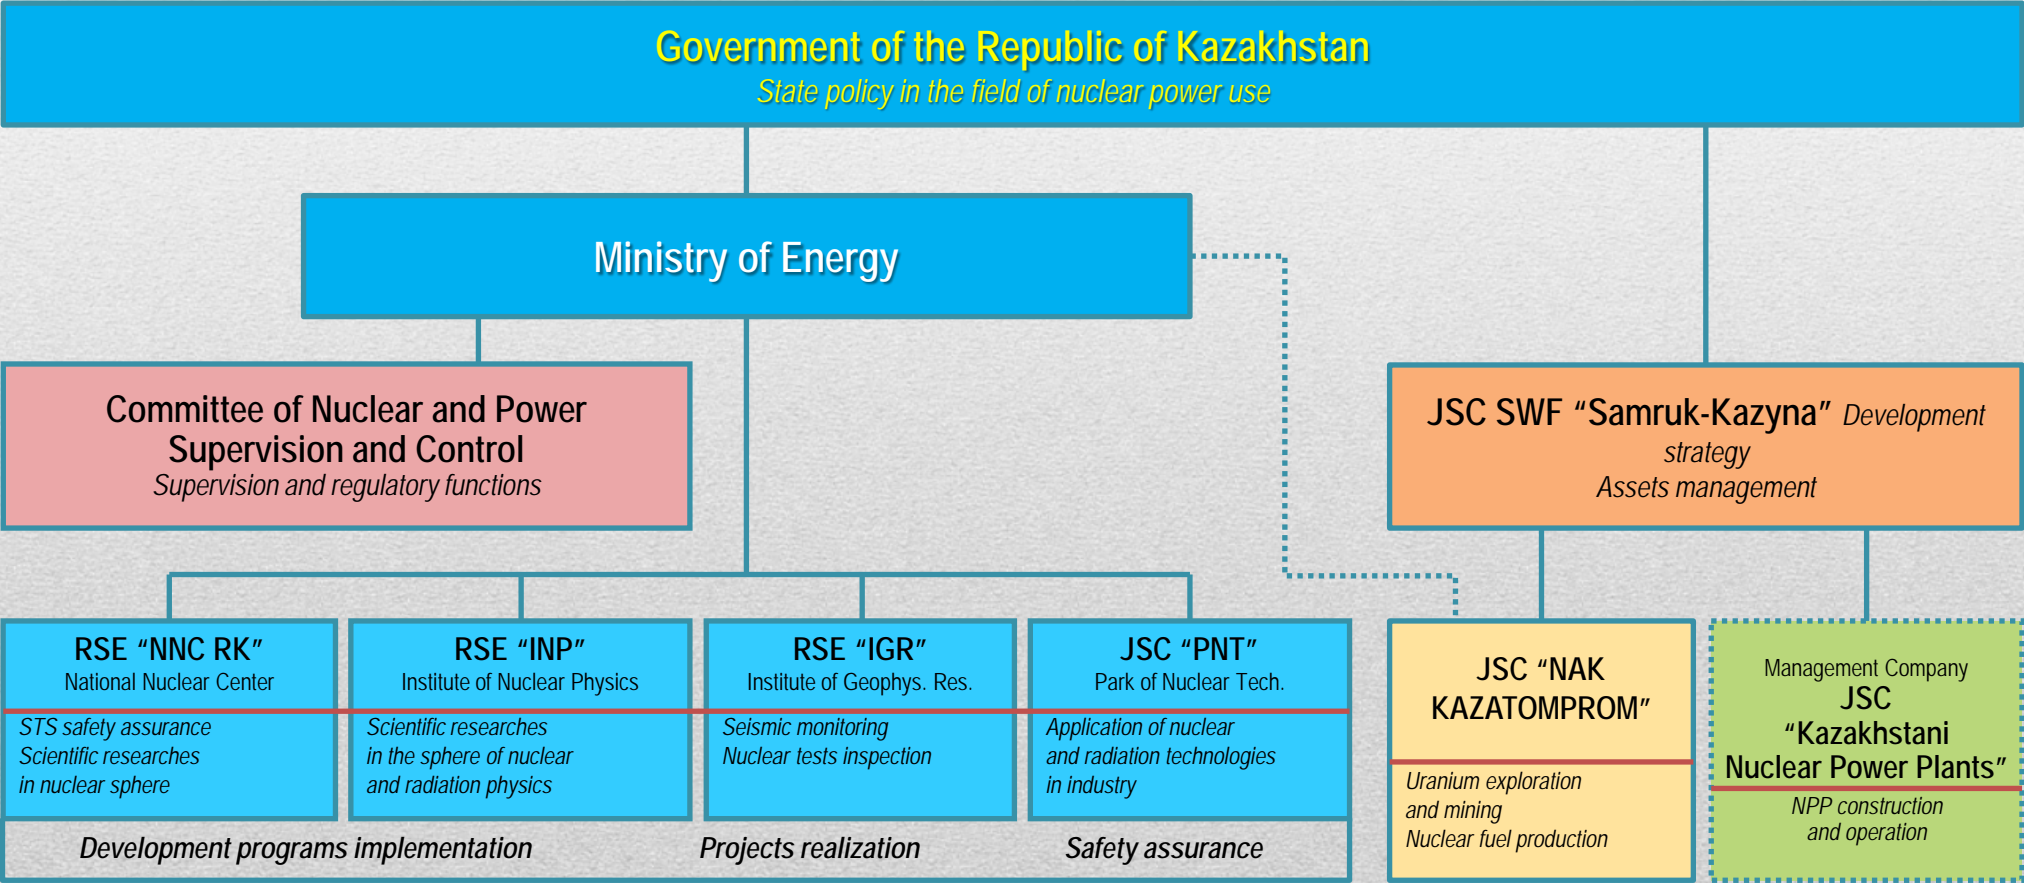 Government of the Republic of Kazakhstan
State policy in the field of nuclear power use
Ministry of Energy
Committee of Nuclear and Power
Supervision and Control
Supervision and regulatory functions
JSC SWF “Samruk-Kazyna” Development
strategy
Assets management
RSE “NNC RK”
National Nuclear Center
STS safety assurance
Scientific researches
in nuclear sphere
RSE “INP”
Institute of Nuclear Physics
Scientific researches
in the sphere of nuclear
and radiation physics
RSE “IGR”
Institute of Geophys. Res.
Seismic monitoring
Nuclear tests inspection
JSC “PNT”
Park of Nuclear Tech.
Application of nuclear
and radiation technologies
in industry
Development programs implementation
Projects realization
Safety assurance
JSC “NAK
KAZATOMPROM”
Uranium exploration
and mining
Nuclear fuel production
Management Company
JSC
“Kazakhstani
Nuclear Power Plants”
NPP construction
and operation